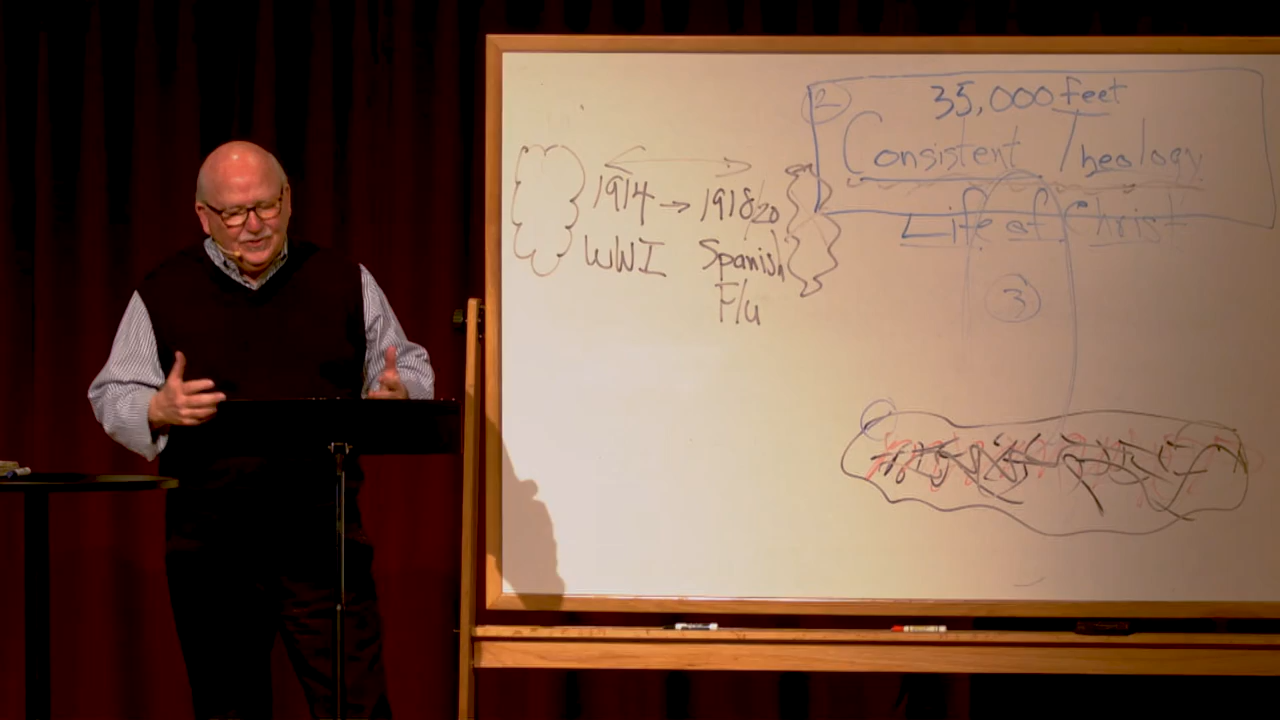 2
35,000 feet
Consistent Theology
Life of Christ
1914 → 1918/20
WWI Spanish
Flu
3